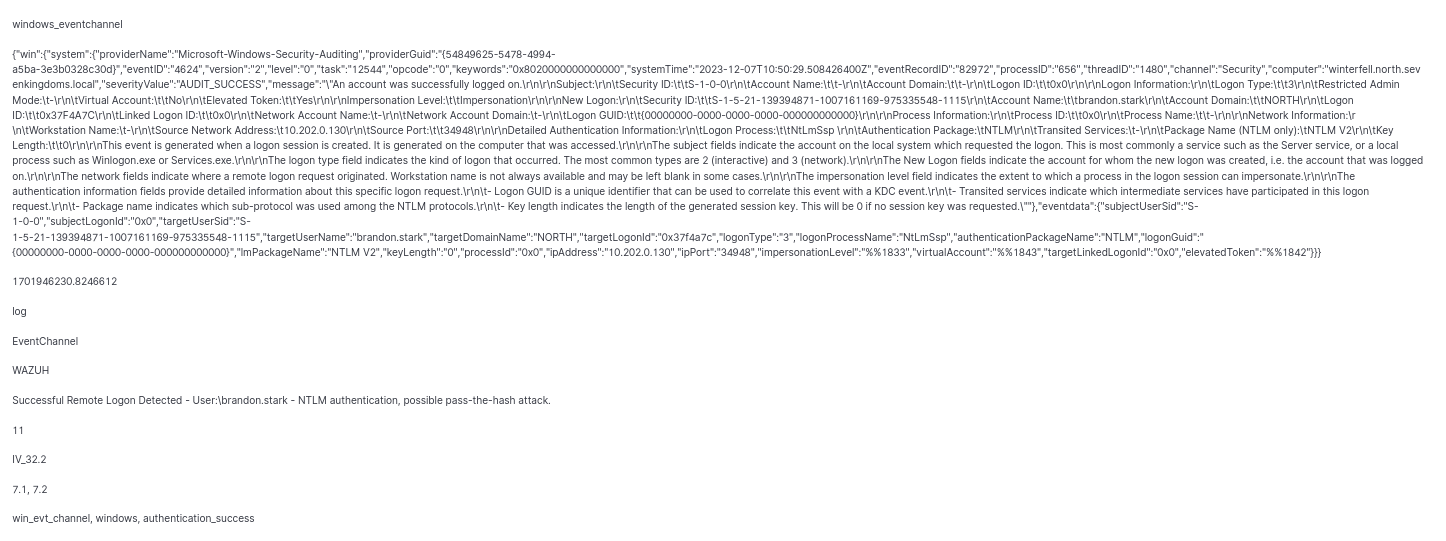 windows_eventchannel
{"win":{"system":{"providerName":"Microsoft-Windows-Security-Auditing","providerGuid":"{54849625-5478-4994-
a5ba-3e3b0328c30d}","eventID":"4624","version":"2","level":"0","task":"12544","opcode":"0","keywords":"0x8020000000000000","systemTime":"2023-12-07T10:50:29.508426400Z","eventRecordID":"82972","processID":"656","threadID":"1480","channel":"Security","computer":"winterfell.north.sev
enkingdoms.local","severityValue":"AUDIT_SUCCESS","message":"\"An account was successfully logged on.\r\n\r\nSubject:\r\n\tSecurity ID:\t\tS-1-0-0\r\n\tAccount Name:\t\t-\r\n\tAccount Domain:\t\t-\r\n\tLogon ID:\t\t0x0\r\n\r\nLogon Information:\r\n\tLogon Type:\t\t3\r\n\tRestricted Admin
Mode:\t-\r\n\tVirtual Account:\t\tNo\r\n\tElevated Token:\t\tYes\r\n\r\nImpersonation Level:\t\tImpersonation\r\n\r\nNew Logon:\r\n\tSecurity ID:\t\tS-1-5-21-139394871-1007161169-975335548-1115\r\n\tAccount Name:\t\tbrandon.stark\r\n\tAccount Domain:\t\tNORTH\r\n\tLogon
ID:\t\t0x37F4A7C\r\n\tLinked Logon ID:\t\t0x0\r\n\tNetwork Account Name:\t-\r\n\tNetwork Account Domain:\t-\r\n\tLogon GUID:\t\t{00000000-0000-0000-0000-000000000000}\r\n\r\nProcess Information:\r\n\tProcess ID:\t\t0x0\r\n\tProcess Name:\t\t-\r\n\r\nNetwork Information:\r
\n\tWorkstation Name:\t-\r\n\tSource Network Address:\t10.202.0.130\r\n\tSource Port:\t\t34948\r\n\r\nDetailed Authentication Information:\r\n\tLogon Process:\t\tNtLmSsp \r\n\tAuthentication Package:\tNTLM\r\n\tTransited Services:\t-\r\n\tPackage Name (NTLM only):\tNTLM V2\r\n\tKey
Length:\t\t0\r\n\r\nThis event is generated when a logon session is created. It is generated on the computer that was accessed.\r\n\r\nThe subject fields indicate the account on the local system which requested the logon. This is most commonly a service such as the Server service, or a local
process such as Winlogon.exe or Services.exe.\r\n\r\nThe logon type field indicates the kind of logon that occurred. The most common types are 2 (interactive) and 3 (network).\r\n\r\nThe New Logon fields indicate the account for whom the new logon was created, i.e. the account that was logged
on.\r\n\r\nThe network fields indicate where a remote logon request originated. Workstation name is not always available and may be left blank in some cases.\r\n\r\nThe impersonation level field indicates the extent to which a process in the logon session can impersonate.\r\n\r\nThe
authentication information fields provide detailed information about this specific logon request.\r\n\t- Logon GUID is a unique identifier that can be used to correlate this event with a KDC event.\r\n\t- Transited services indicate which intermediate services have participated in this logon
request.\r\n\t- Package name indicates which sub-protocol was used among the NTLM protocols.\r\n\t- Key length indicates the length of the generated session key. This will be 0 if no session key was requested.\""},"eventdata":{"subjectUserSid":"S-
1-0-0","subjectLogonId":"0x0","targetUserSid":"S-
1-5-21-139394871-1007161169-975335548-1115","targetUserName":"brandon.stark","targetDomainName":"NORTH","targetLogonId":"0x37f4a7c","logonType":"3","logonProcessName":"NtLmSsp","authenticationPackageName":"NTLM","logonGuid":"
{00000000-0000-0000-0000-000000000000}","lmPackageName":"NTLM V2","keyLength":"0","processId":"0x0","ipAddress":"10.202.0.130","ipPort":"34948","impersonationLevel":"%%1833","virtualAccount":"%%1843","targetLinkedLogonId":"0x0","elevatedToken":"%%1842"}}}
1701946230.8246612
log
EventChannel
WAZUH
Successful Remote Logon Detected - User:\brandon.stark - NTLM authentication, possible pass-the-hash attack.
11
IV_32.2
7.1, 7.2
win_evt_channel, windows, authentication_success